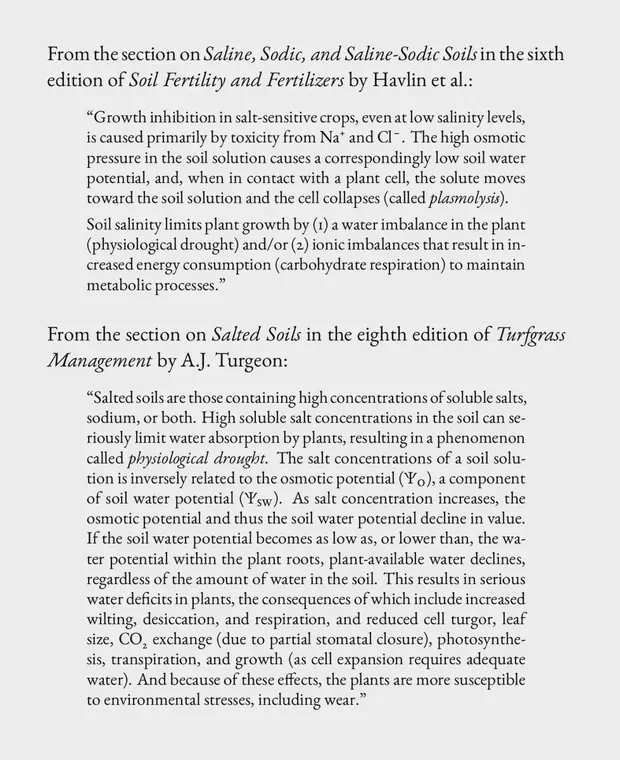 From the section on Saline, Sodic, and Saline-Sodic Soils in the sixth
edition of Soil Fertility and Fertilizers by Havlin et al.:
“Growth inhibition in salt-sensitive crops, even at low salinity levels,
is caused primarily by toxicity from Na⁺ and Cl⁻. The high osmotic
pressure in the soil solution causes a correspondingly low soil water
potential, and, when in contact with a plant cell, the solute moves
toward the soil solution and the cell collapses (called plasmolysis).
Soil salinity limits plant growth by (1) a water imbalance in the plant
(physiological drought) and/or (2) ionic imbalances that result in in-
creased energy consumption (carbohydrate respiration) to maintain
metabolic processes.”
From the section on Salted Soils in the eighth edition of Turfgrass
Management by A.J. Turgeon:
“Salted soils are those containing high concentrations of soluble salts,
sodium, or both. High soluble salt concentrations in the soil can se-
riously limit water absorption by plants, resulting in a phenomenon
called physiological drought. The salt concentrations of a soil solu-
tion is inversely related to the osmotic potential (Ψ_O), a component
of soil water potential (Ψ_SW). As salt concentration increases, the
osmotic potential and thus the soil water potential decline in value.
If the soil water potential becomes as low as, or lower than, the wa-
ter potential within the plant roots, plant-available water declines,
regardless of the amount of water in the soil. This results in serious
water deficits in plants, the consequences of which include increased
wilting, desiccation, and respiration, and reduced cell turgor, leaf
size, CO₂ exchange (due to partial stomatal closure), photosynthe-
sis, transpiration, and growth (as cell expansion requires adequate
water). And because of these effects, the plants are more susceptible
to environmental stresses, including wear.”